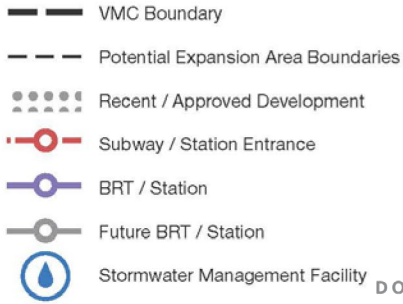 VMC Boundary
Potential Expansion Area Boundaries
Recent / Approved Development
Subway / Station Entrance
BRT / Station
Future BRT / Station
Stormwater Management Facility
D O